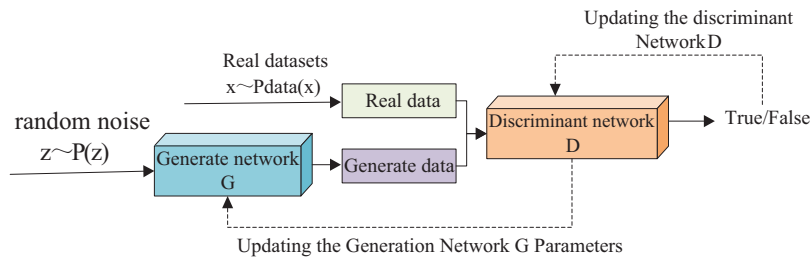 Updating the discriminant
Network D
Real datasets
x~Pdata(x)
Real data
random noise
z~P(z)
Generate network
G
Generate data
Discriminant network
D
True/False
Updating the Generation Network G Parameters